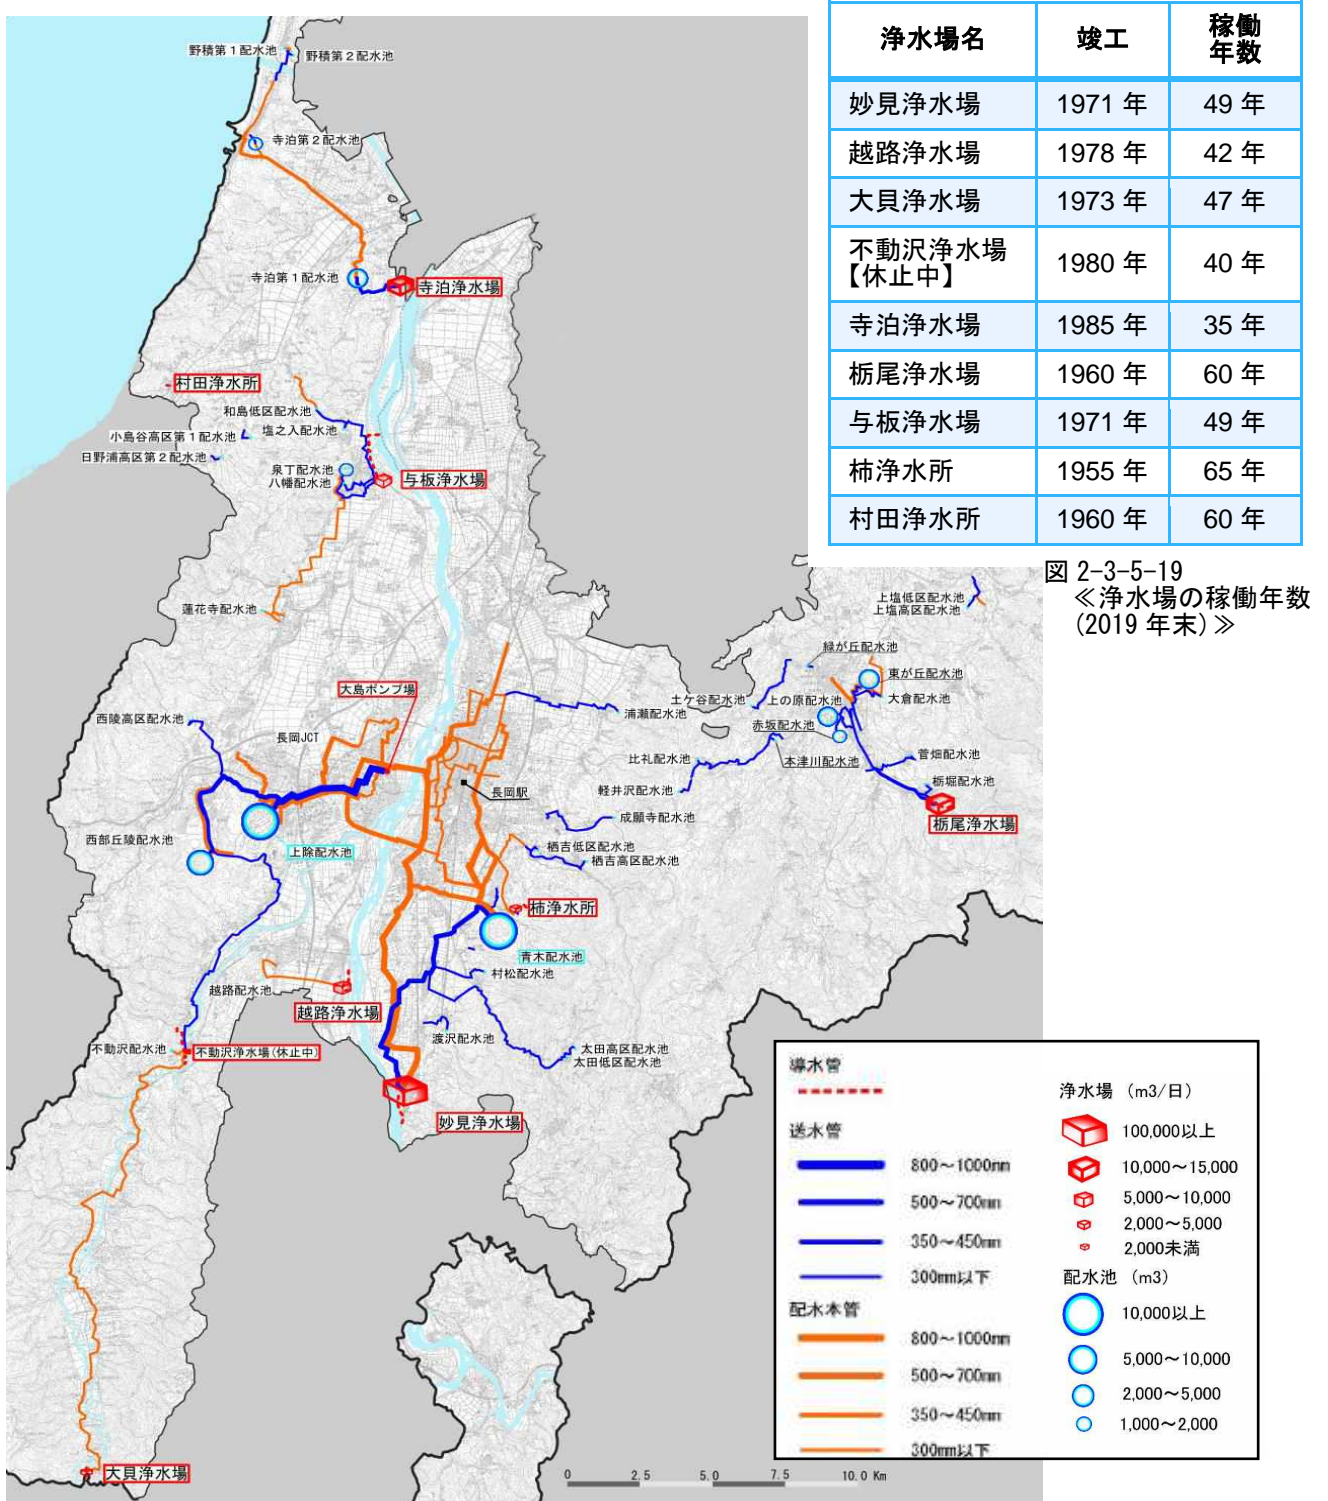 浄水場名 竣工 稼働
年数
妙見浄水場 1971 年 49 年
越路浄水場 1978 年 42 年
大貝浄水場 1973 年 47 年
不動沢浄水場
【休止中】 1980 年 40 年
寺泊浄水場 1985 年 35 年
栃尾浄水場 1960 年 60 年
与板浄水場 1971 年 49 年
柿浄水所 1955 年 65 年
村田浄水所 1960 年 60 年
図 2-3-5-19
≪浄水場の稼働年数
(2019 年末)≫
野積第1配水池
野積第2配水池
寺泊第2配水池
寺泊第1配水池
寺泊浄水場
村田浄水所
和島低区配水池
塩之入配水池
小島谷高区第1配水池
日野浦高区第2配水池
泉丁配水池
八幡配水池
与板浄水場
蓮花寺配水池
上塩低区配水池
上塩高区配水池
緑が丘配水池
東が丘配水池
土ケ谷配水池
上の原配水池
大倉配水池
浦瀬配水池
赤坂配水池
大島ポンプ場
西陵高区配水池
長岡JCT
比礼配水池
本津川配水池
菅畑配水池
栃堀配水池
軽井沢配水池
長岡駅
栃尾浄水場
成願寺配水池
西部丘陵配水池
上除配水池
栖吉低区配水池
栖吉高区配水池
柿浄水所
青木配水池
村松配水池
越路配水池
越路浄水場
渡沢配水池
太田高区配水池
太田低区配水池
不動沢配水池
不動沢浄水場(休止中)
妙見浄水場
大貝浄水場
導水管
送水管
800～1000mm
500～700mm
350～450mm
300mm以下
配水本管
800～1000mm
500～700mm
350～450mm
300mm以下
浄水場 (m3/日)
100,000以上
10,000～15,000
5,000～10,000
2,000～5,000
2,000未満
配水池 (m3)
10,000以上
5,000～10,000
2,000～5,000
1,000～2,000
0 2.5 5.0 7.5 10.0 Km